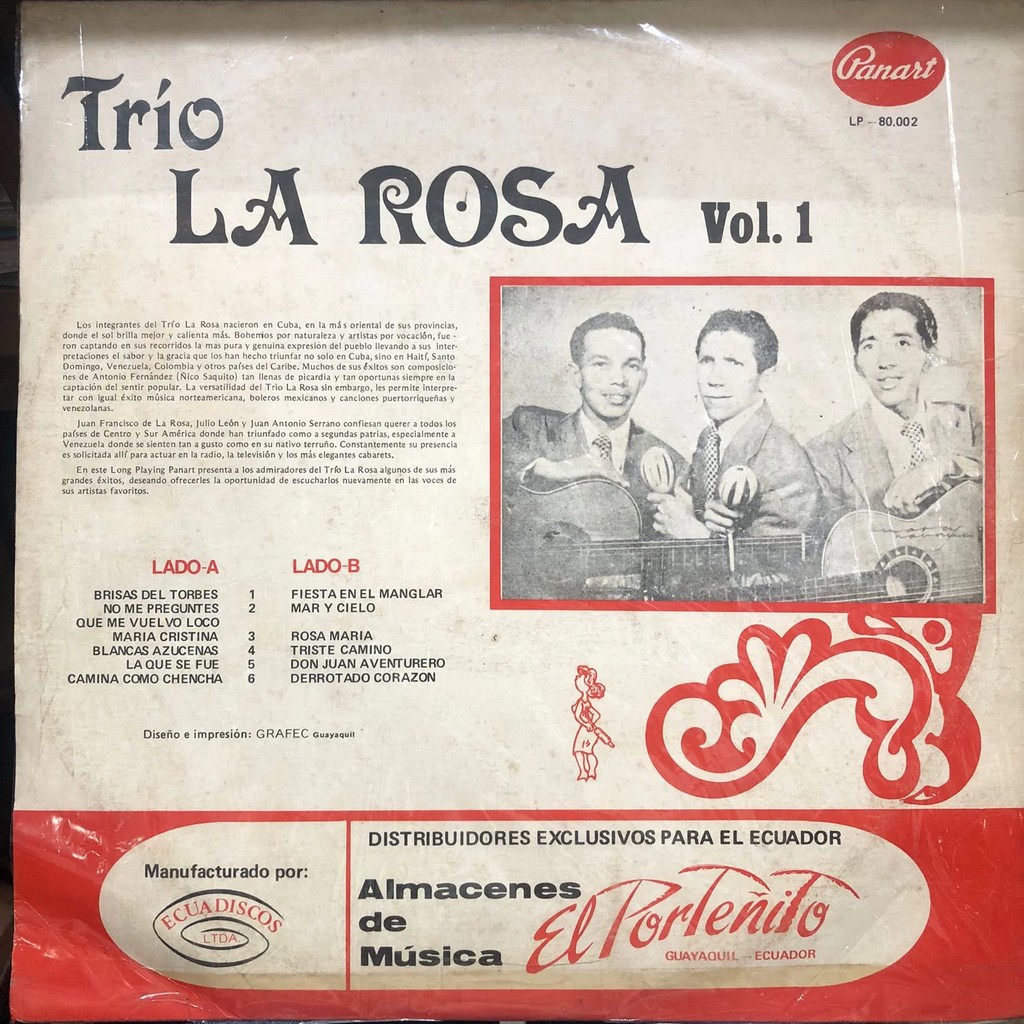 Panart
LP - 80.002
Trío
LA ROSA Vol. 1
Los integrantes del Trío La Rosa nacieron en Cuba, en la más oriental de sus provincias,
donde el sol brilla mejor y calienta más. Bohemios por naturaleza y artistas por vocación, fue -
ron captando en sus recorridos la mas pura y genuina expresión del pueblo llevando a sus inter-
pretaciones el sabor y la gracia que los han hecho triunfar no solo en Cuba, sino en Haití, Santo
Domingo, Venezuela, Colombia y otros países del Caribe. Muchos de sus éxitos son composicio-
nes de Antonio Fernández (Ñico Saquito) tan llenas de picardia y tan oportunas siempre en la
captación del sentir popular. La versatilidad del Trio La Rosa sin embargo, les permite interpre-
tar con igual éxito música norteamericana, boleros mexicanos y canciones puertorriqueñas y
venezolanas.
Juan Francisco de La Rosa, Julio León y Juan Antonio Serrano confiesan querer a todos los
países de Centro y Sur América donde han triunfado como a segundas patrias, especialmente a
Venezuela donde se sienten tan a gusto como en su nativo terruño. Constantemente su presencia
es solicitada allí para actuar en la radio, la televisión y los más elegantes cabarets.
En este Long Playing Panart presenta a los admiradores del Trío La Rosa algunos de sus más
grandes éxitos, deseando ofrecerles la oportunidad de escucharlos nuevamente en las voces de
sus artistas favoritos.
LADO-A LADO-B
BRISAS DEL TORBES 1 FIESTA EN EL MANGLAR
NO ME PREGUNTES 2 MAR Y CIELO
QUE ME VUELVO LOCO
MARIA CRISTINA 3 ROSA MARIA
BLANCAS AZUCENAS 4 TRISTE CAMINO
LA QUE SE FUE 5 DON JUAN AVENTURERO
CAMINA COMO CHENCHA 6 DERROTADO CORAZON
Diseño e impresión: GRAFEC Guayaquil
DISTRIBUIDORES EXCLUSIVOS PARA EL ECUADOR
Manufacturado por:
ECUADISCOS
LTDA.
Almacenes
de
Música
El Porteñito
GUAYAQUIL - ECUADOR